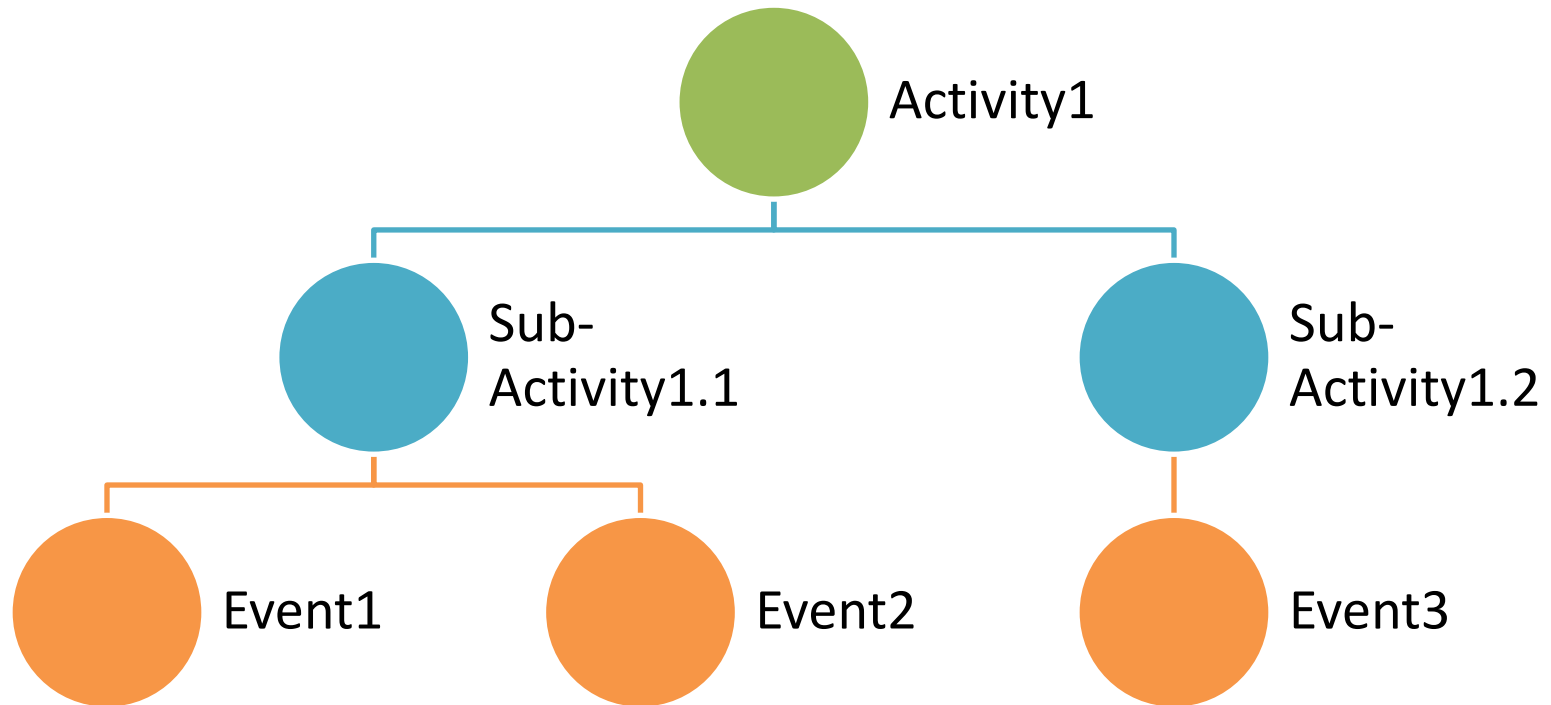 Activity1
Sub-
Activity1.1
Sub-
Activity1.2
Event1
Event2
Event3